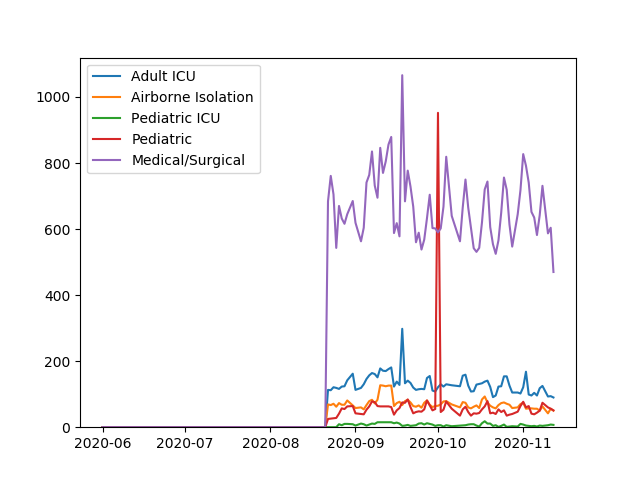 Adult ICU
Airborne Isolation
Pediatric ICU
Pediatric
Medical/Surgical
1000
800
600
400
200
0
2020-06 2020-07 2020-08 2020-09 2020-10 2020-11